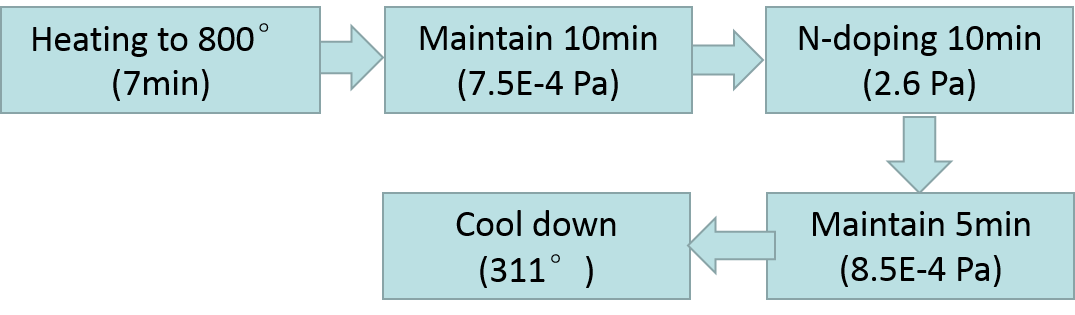 Heating to 800°
(7min)
Maintain 10min
(7.5E-4 Pa)
N-doping 10min
(2.6 Pa)
Maintain 5min
(8.5E-4 Pa)
Cool down
(311° )